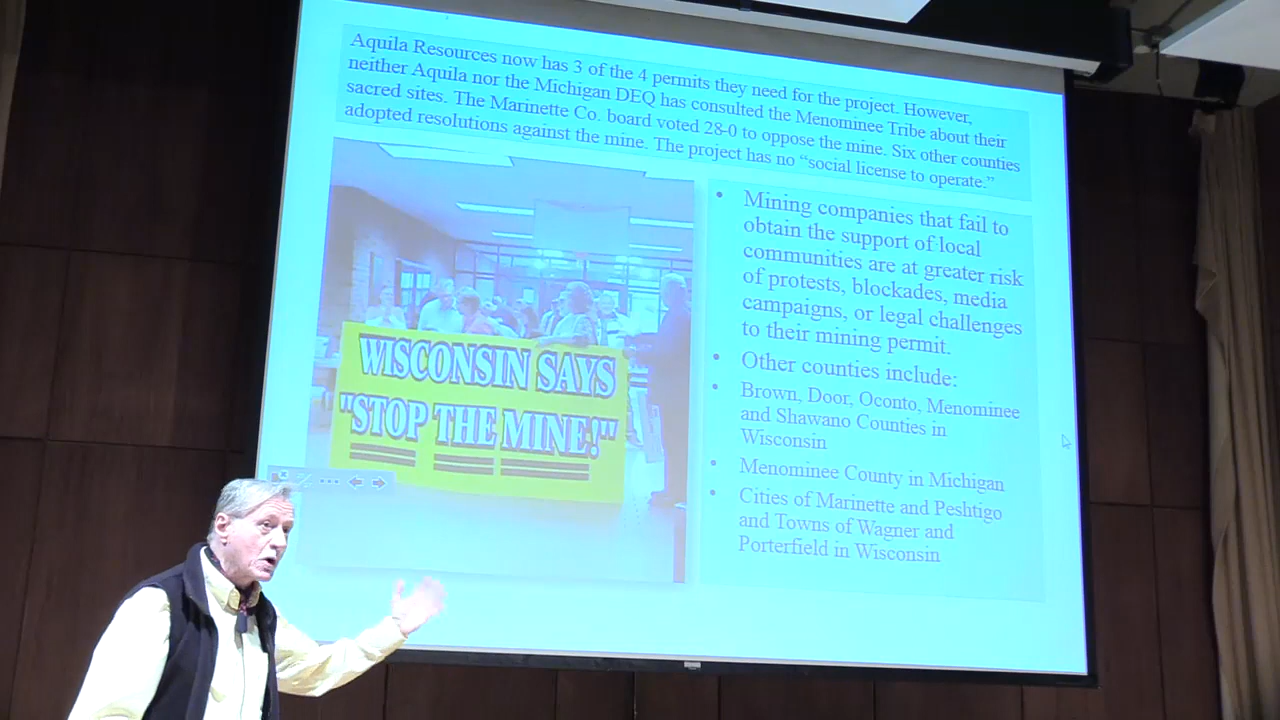 Aquila Resources now has 3 of the 4 permits they need for the project. However,
neither Aquila nor the Michigan DEQ has consulted the Menominee Tribe about their
sacred sites. The Marinette Co. board voted 28-0 to oppose the mine. Six other counties
adopted resolutions against the mine. The project has no “social license to operate.”
WISCONSIN SAYS
"STOP THE MINE!"
• Mining companies that fail to
obtain the support of local
communities are at greater risk
of protests, blockades, media
campaigns, or legal challenges
to their mining permit.
• Other counties include:
• Brown, Door, Oconto, Menominee
and Shawano Counties in
Wisconsin
• Menominee County in Michigan
• Cities of Marinette and Peshtigo
and Towns of Wagner and
Porterfield in Wisconsin